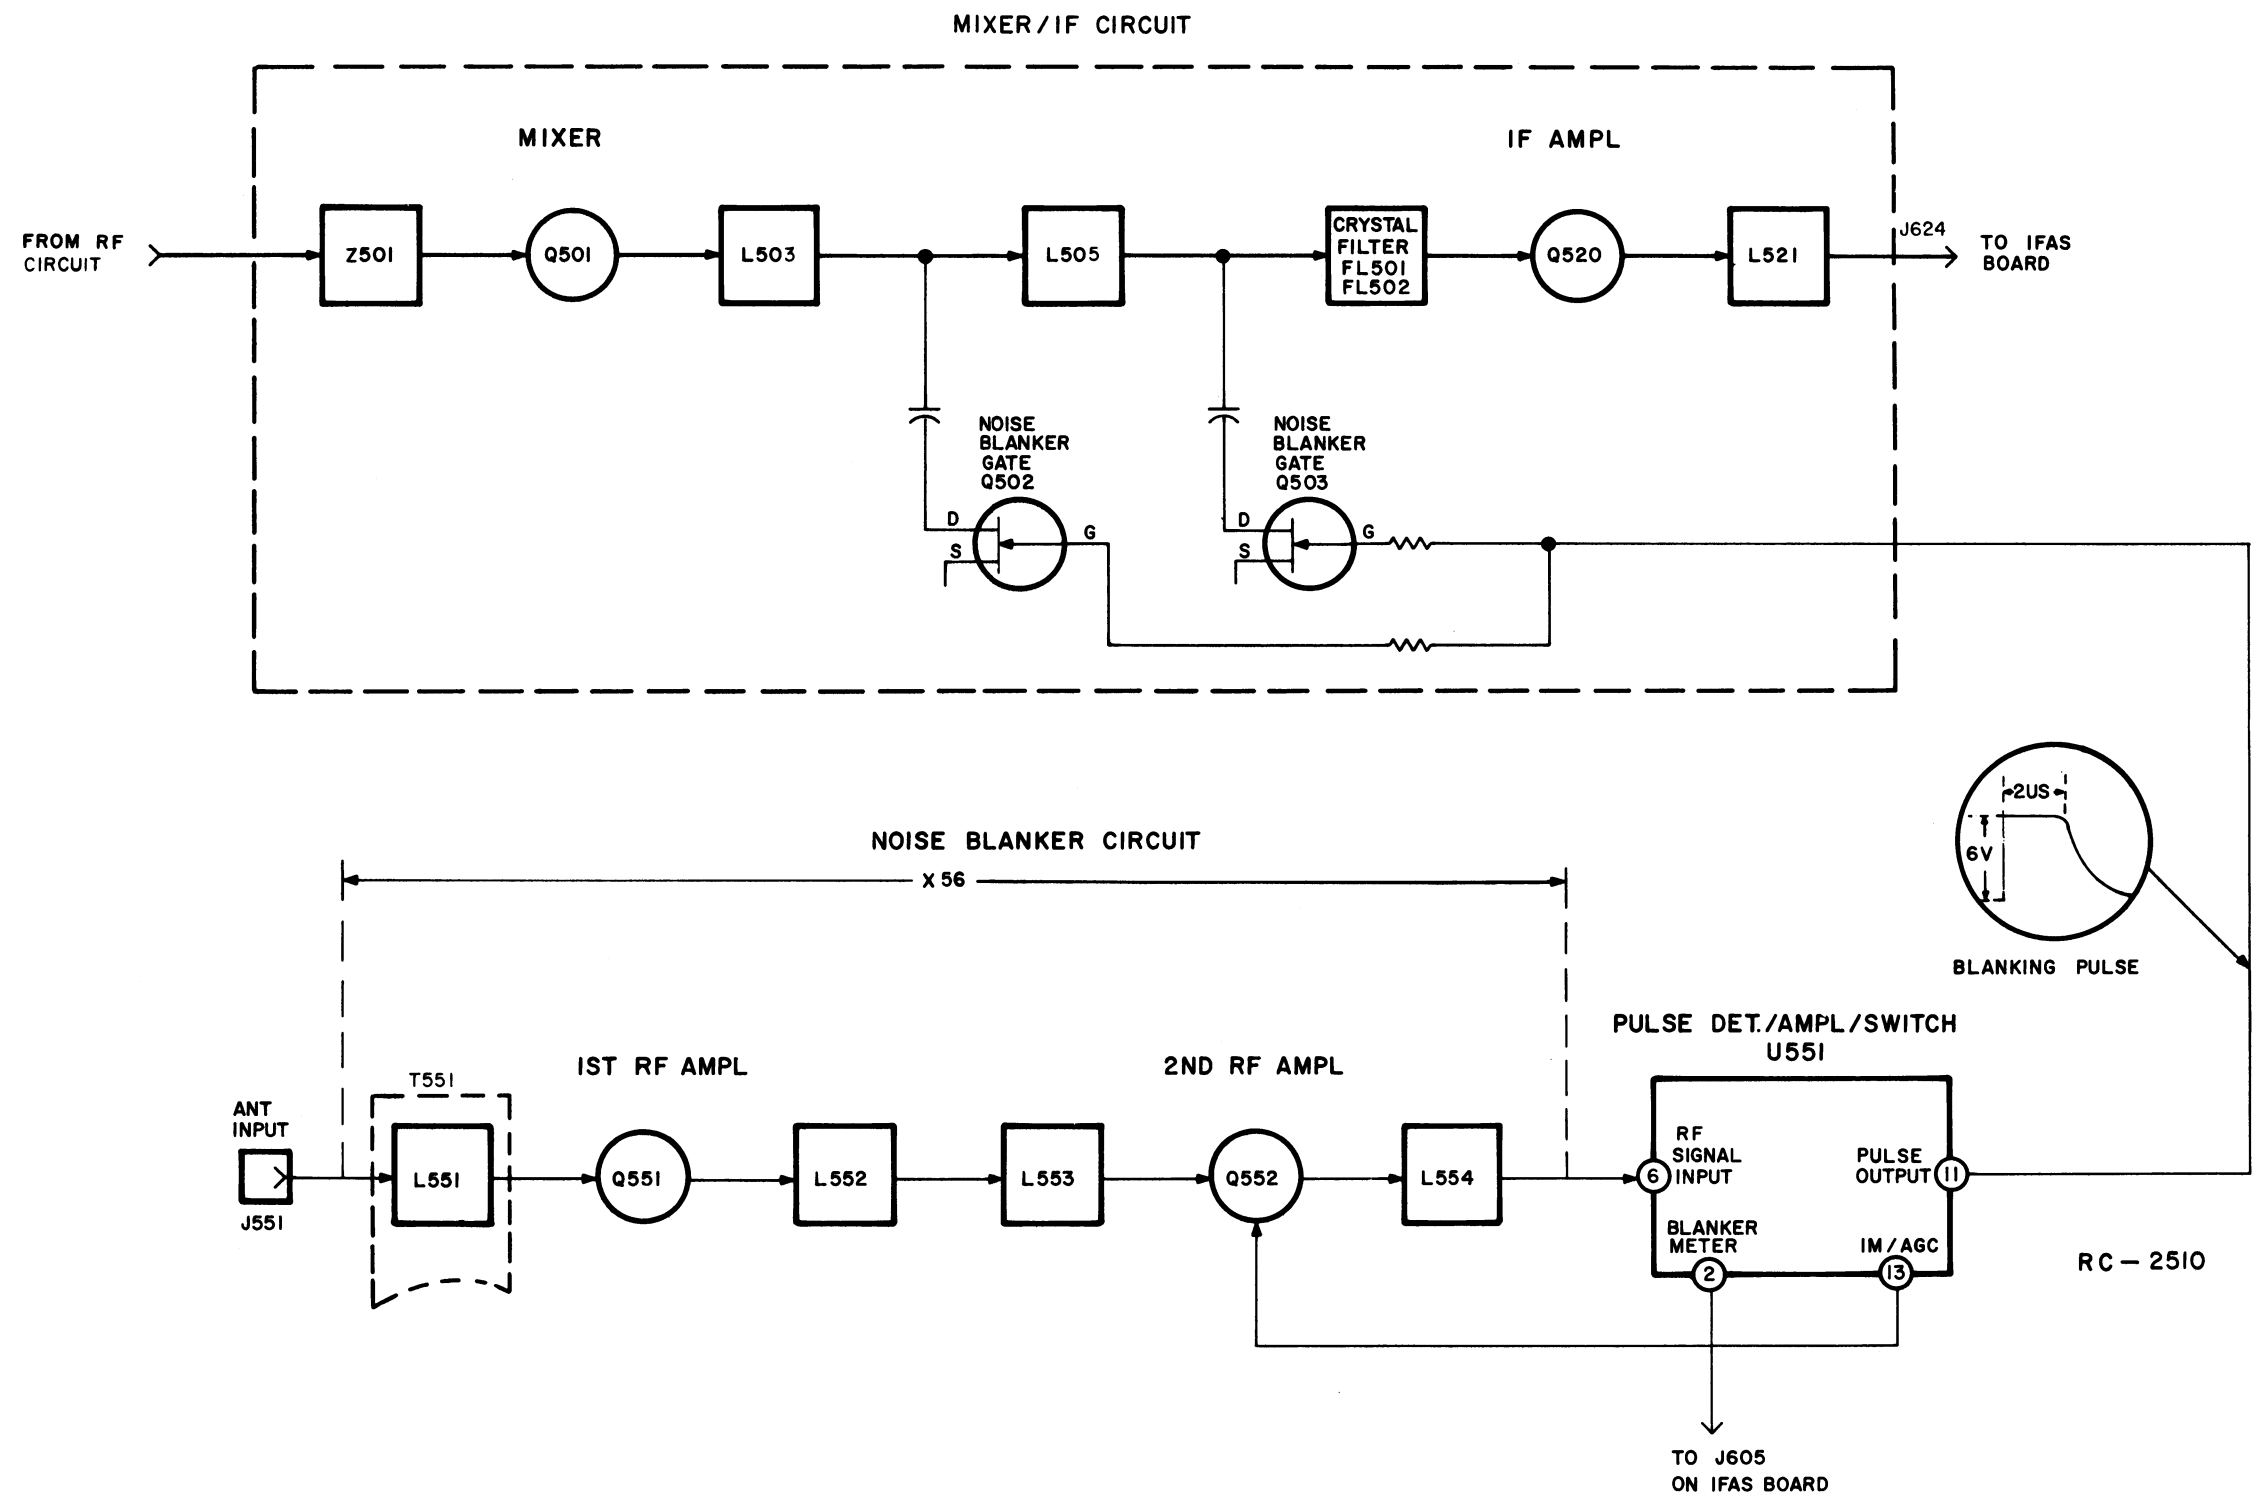 MIXER/IF CIRCUIT
MIXER
IF AMPL
FROM RF
CIRCUIT
Z501
Q501
L503
L505
CRYSTAL
FILTER
FL501
FL502
Q520
L521
J624
TO IFAS
BOARD
NOISE
BLANKER
GATE
Q502
D
S
G
NOISE
BLANKER
GATE
Q503
D
S
G
2US
6V
BLANKING PULSE
NOISE BLANKER CIRCUIT
X 56
ANT
INPUT
J551
T551
L551
1ST RF AMPL
Q551
L552
L553
2ND RF AMPL
Q552
L554
PULSE DET./AMPL/SWITCH
U551
RF
SIGNAL
INPUT
6
PULSE
OUTPUT
11
BLANKER
METER
2
IM/AGC
13
RC-2510
TO J605
ON IFAS BOARD